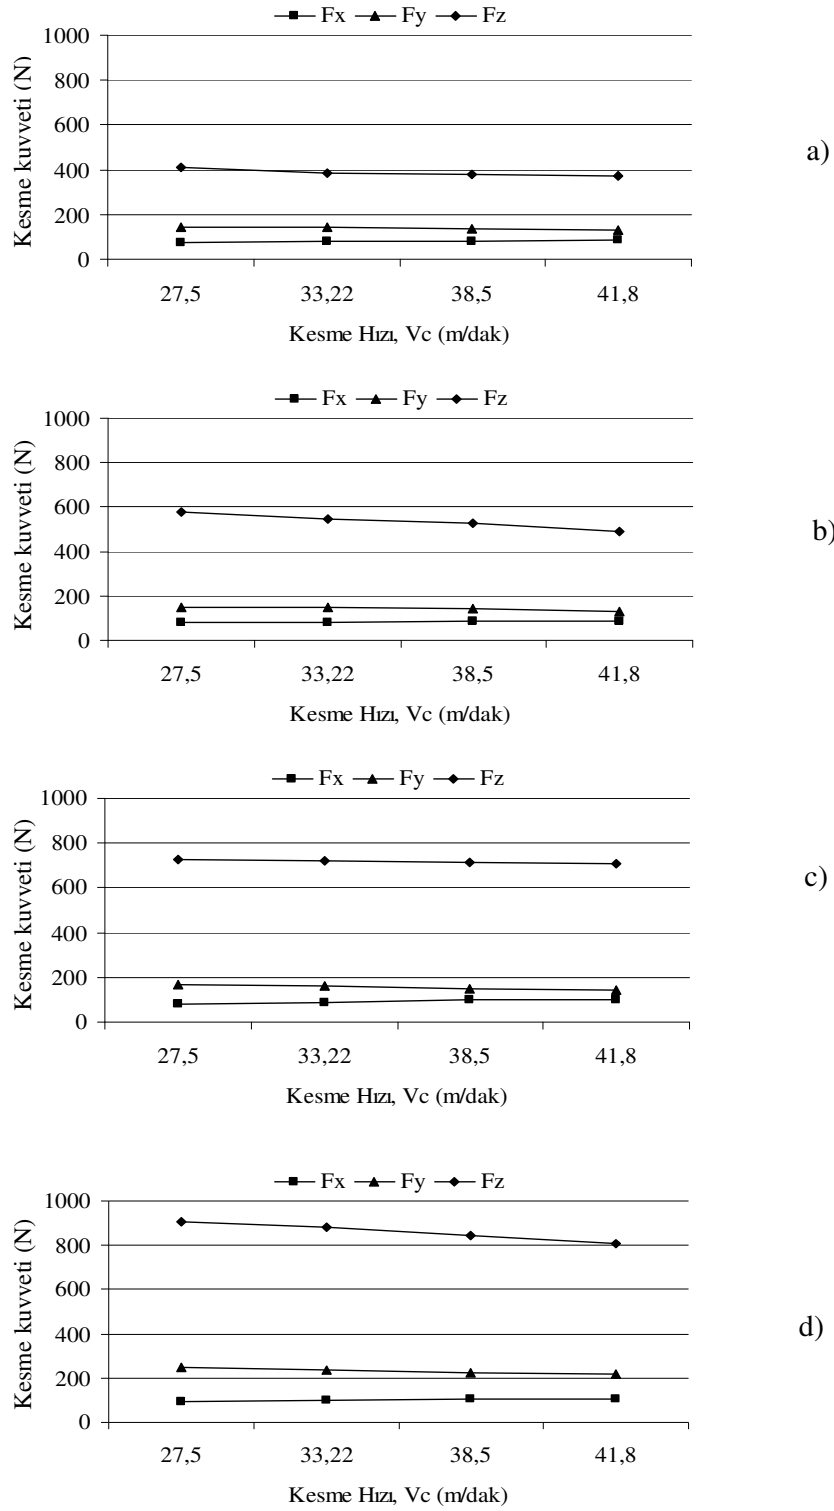 Fx Fy Fz
1000
800
600
400
200
0
Kesme kuvveti (N)
27,5 33,22 38,5 41,8
Kesme Hızı, Vc (m/dak)
a)
Fx Fy Fz
1000
800
600
400
200
0
Kesme kuvveti (N)
27,5 33,22 38,5 41,8
Kesme Hızı, Vc (m/dak)
b)
Fx Fy Fz
1000
800
600
400
200
0
Kesme kuvveti (N)
27,5 33,22 38,5 41,8
Kesme Hızı, Vc (m/dak)
c)
Fx Fy Fz
1000
800
600
400
200
0
Kesme kuvveti (N)
27,5 33,22 38,5 41,8
Kesme Hızı, Vc (m/dak)
d)